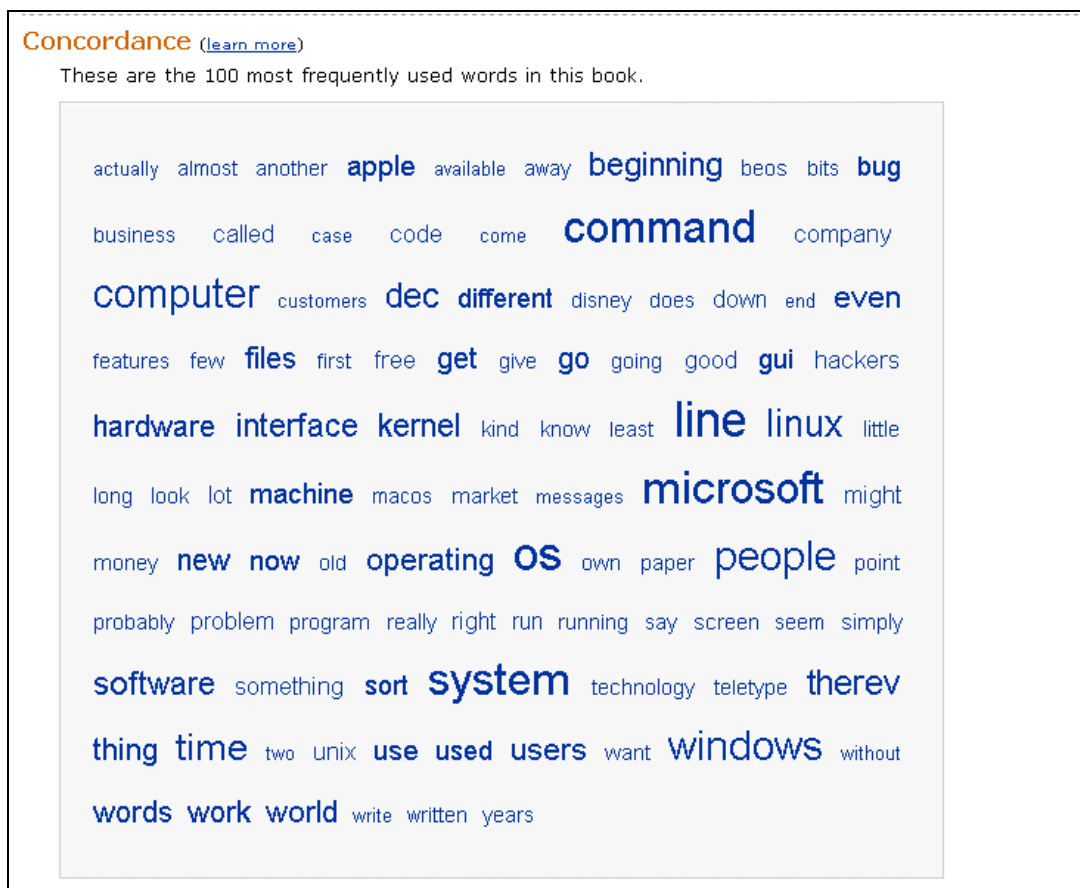 Concordance (learn more)
These are the 100 most frequently used words in this book.
actually almost another apple available away beginning beos bits bug
business called case code come command company
computer customers dec different disney does down end even
features few files first free get give go going good gui hackers
hardware interface kernel kind know least line linux little
long look lot machine macos market messages microsoft might
money new now old operating os own paper people point
probably problem program really right run running say screen seem simply
software something sort system technology teletype therev
thing time two unix use used users want windows without
words work world write written years